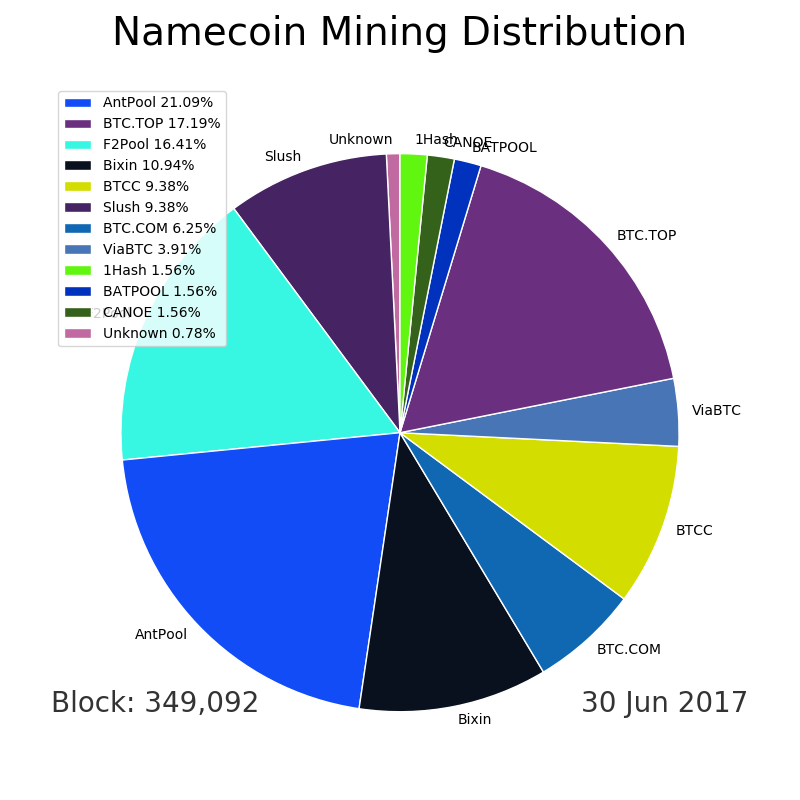 Namecoin Mining Distribution
AntPool 21.09%
BTC.TOP 17.19%
F2Pool 16.41%
Bixin 10.94%
BTCC 9.38%
Slush 9.38%
BTC.COM 6.25%
ViaBTC 3.91%
1Hash 1.56%
BATPOOL 1.56%
CANOE 1.56%
Unknown 0.78%
Unknown
1Hash
CANOE
BATPOOL
Slush
BTC.TOP
ViaBTC
BTCC
AntPool
BTC.COM
Bixin
Block: 349,092
30 Jun 2017